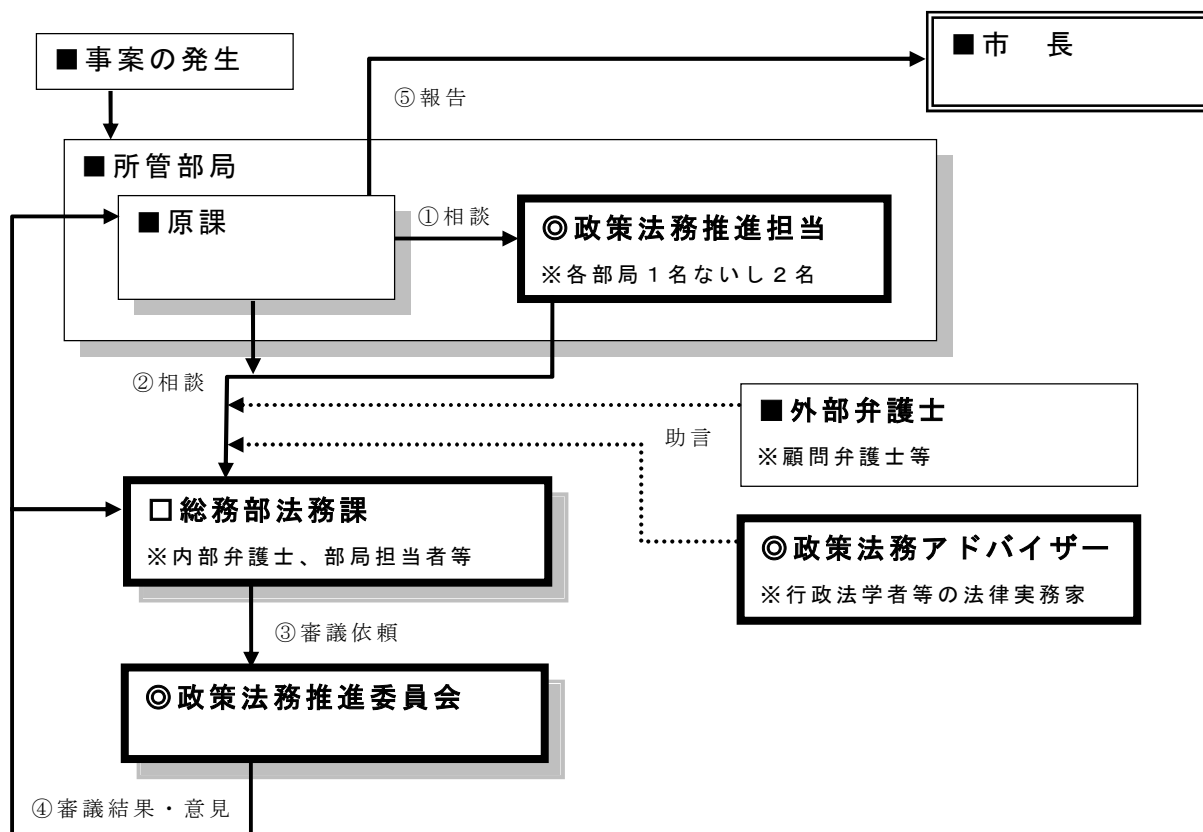 ■事案の発生
■市　長
⑤報告
■所管部局
■原課
①相談
◎政策法務推進担当
※各部局１名ないし２名
②相談
■外部弁護士
※顧問弁護士等
助言
□総務部法務課
※内部弁護士、部局担当者等
◎政策法務アドバイザー
※行政法学者等の法律実務家
③審議依頼
◎政策法務推進委員会
④審議結果・意見